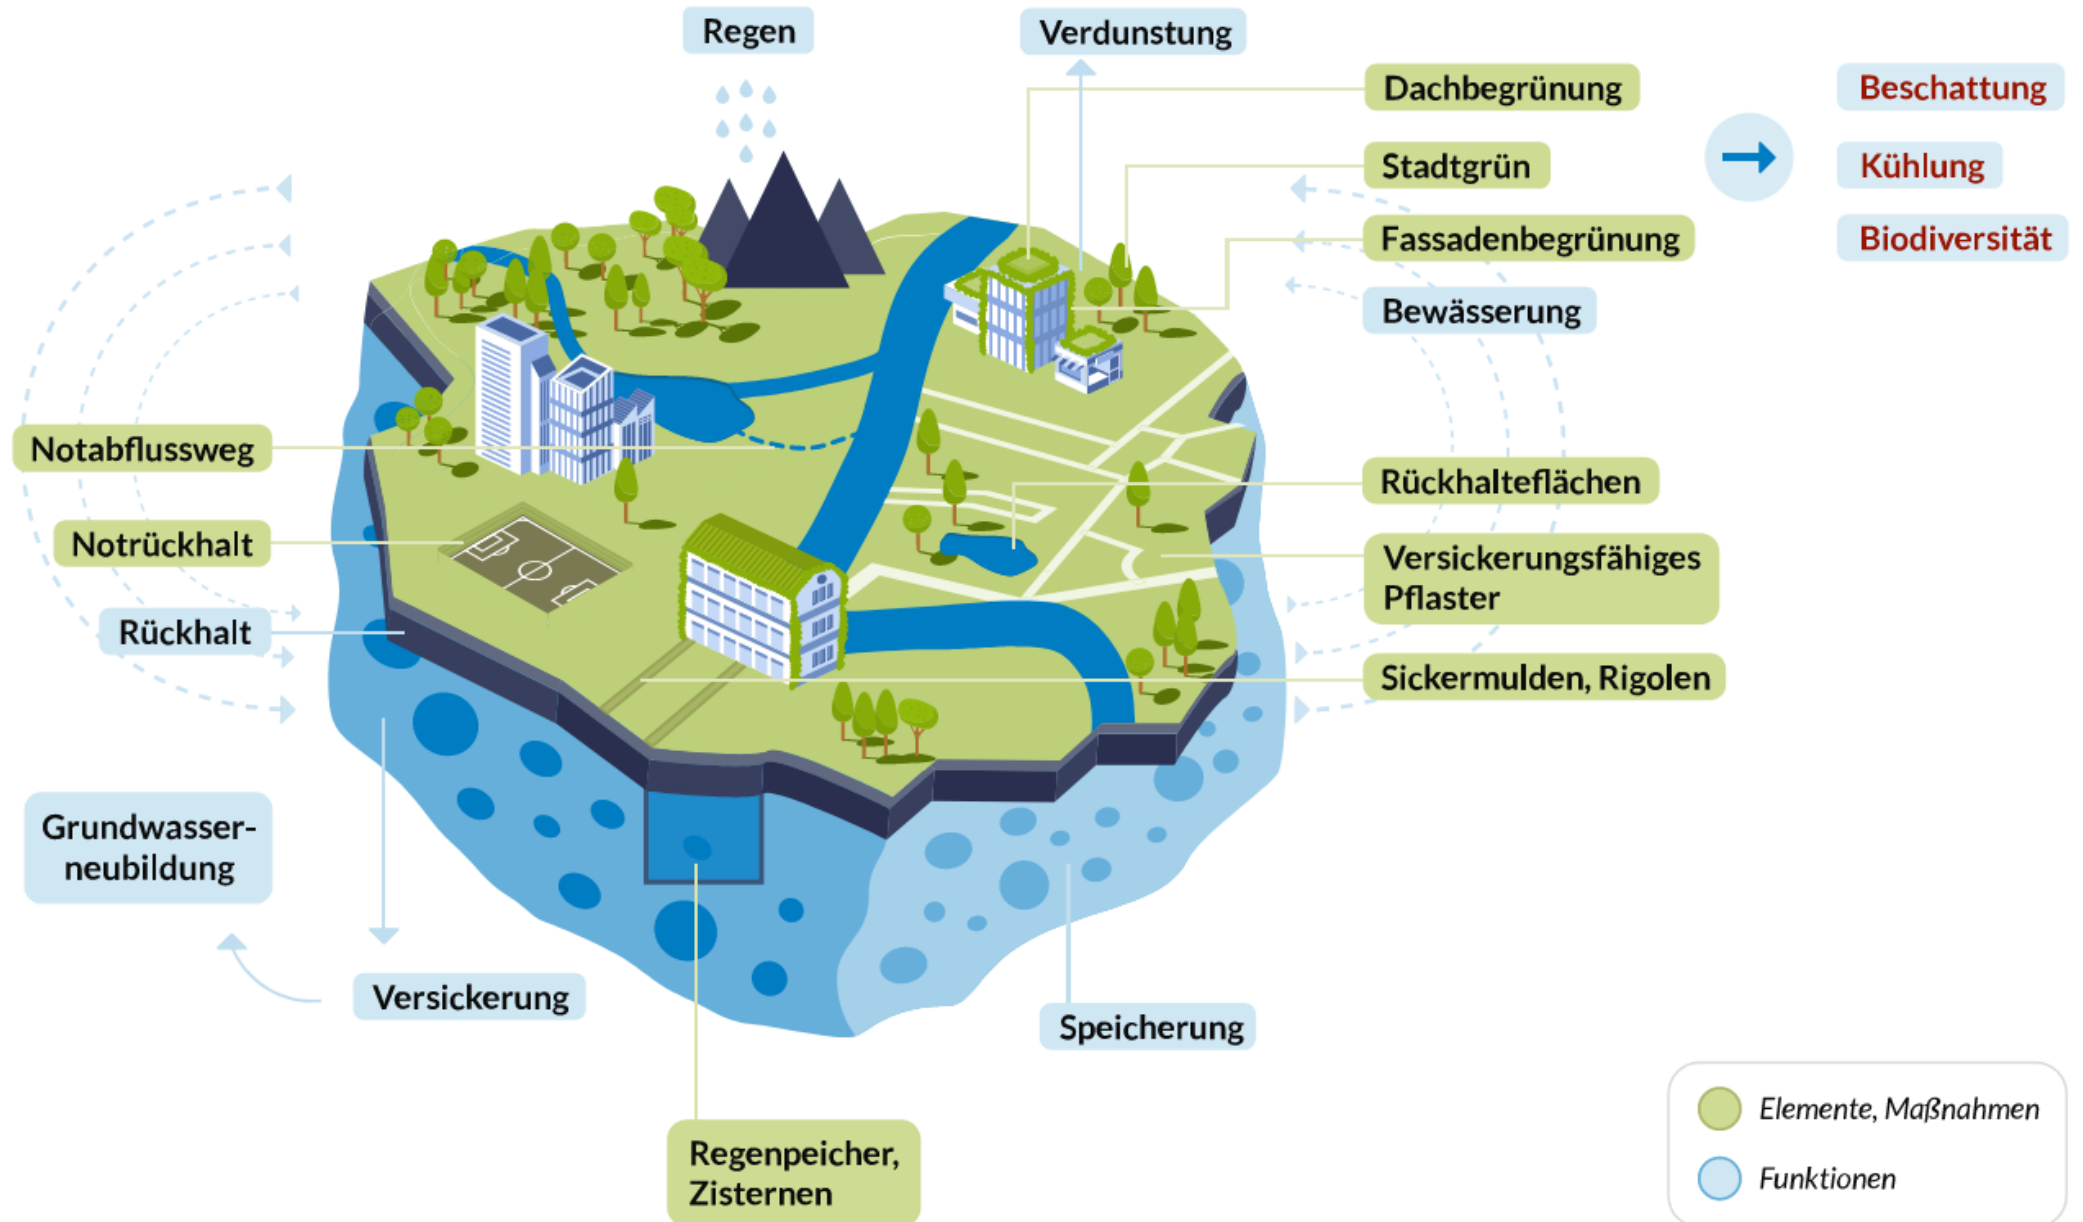 Regen
Verdunstung
Dachbegrünung
Beschattung
Stadtgrün
Kühlung
Fassadenbegrünung
Biodiversität
Bewässerung
Notabflussweg
Rückhalteflächen
Notrückhalt
Versickerungsfähiges
Pflaster
Rückhalt
Sickermulden, Rigolen
Grundwasser-
neubildung
Versickerung
Speicherung
Regenpeicher,
Zisternen
Elemente, Maßnahmen
Funktionen